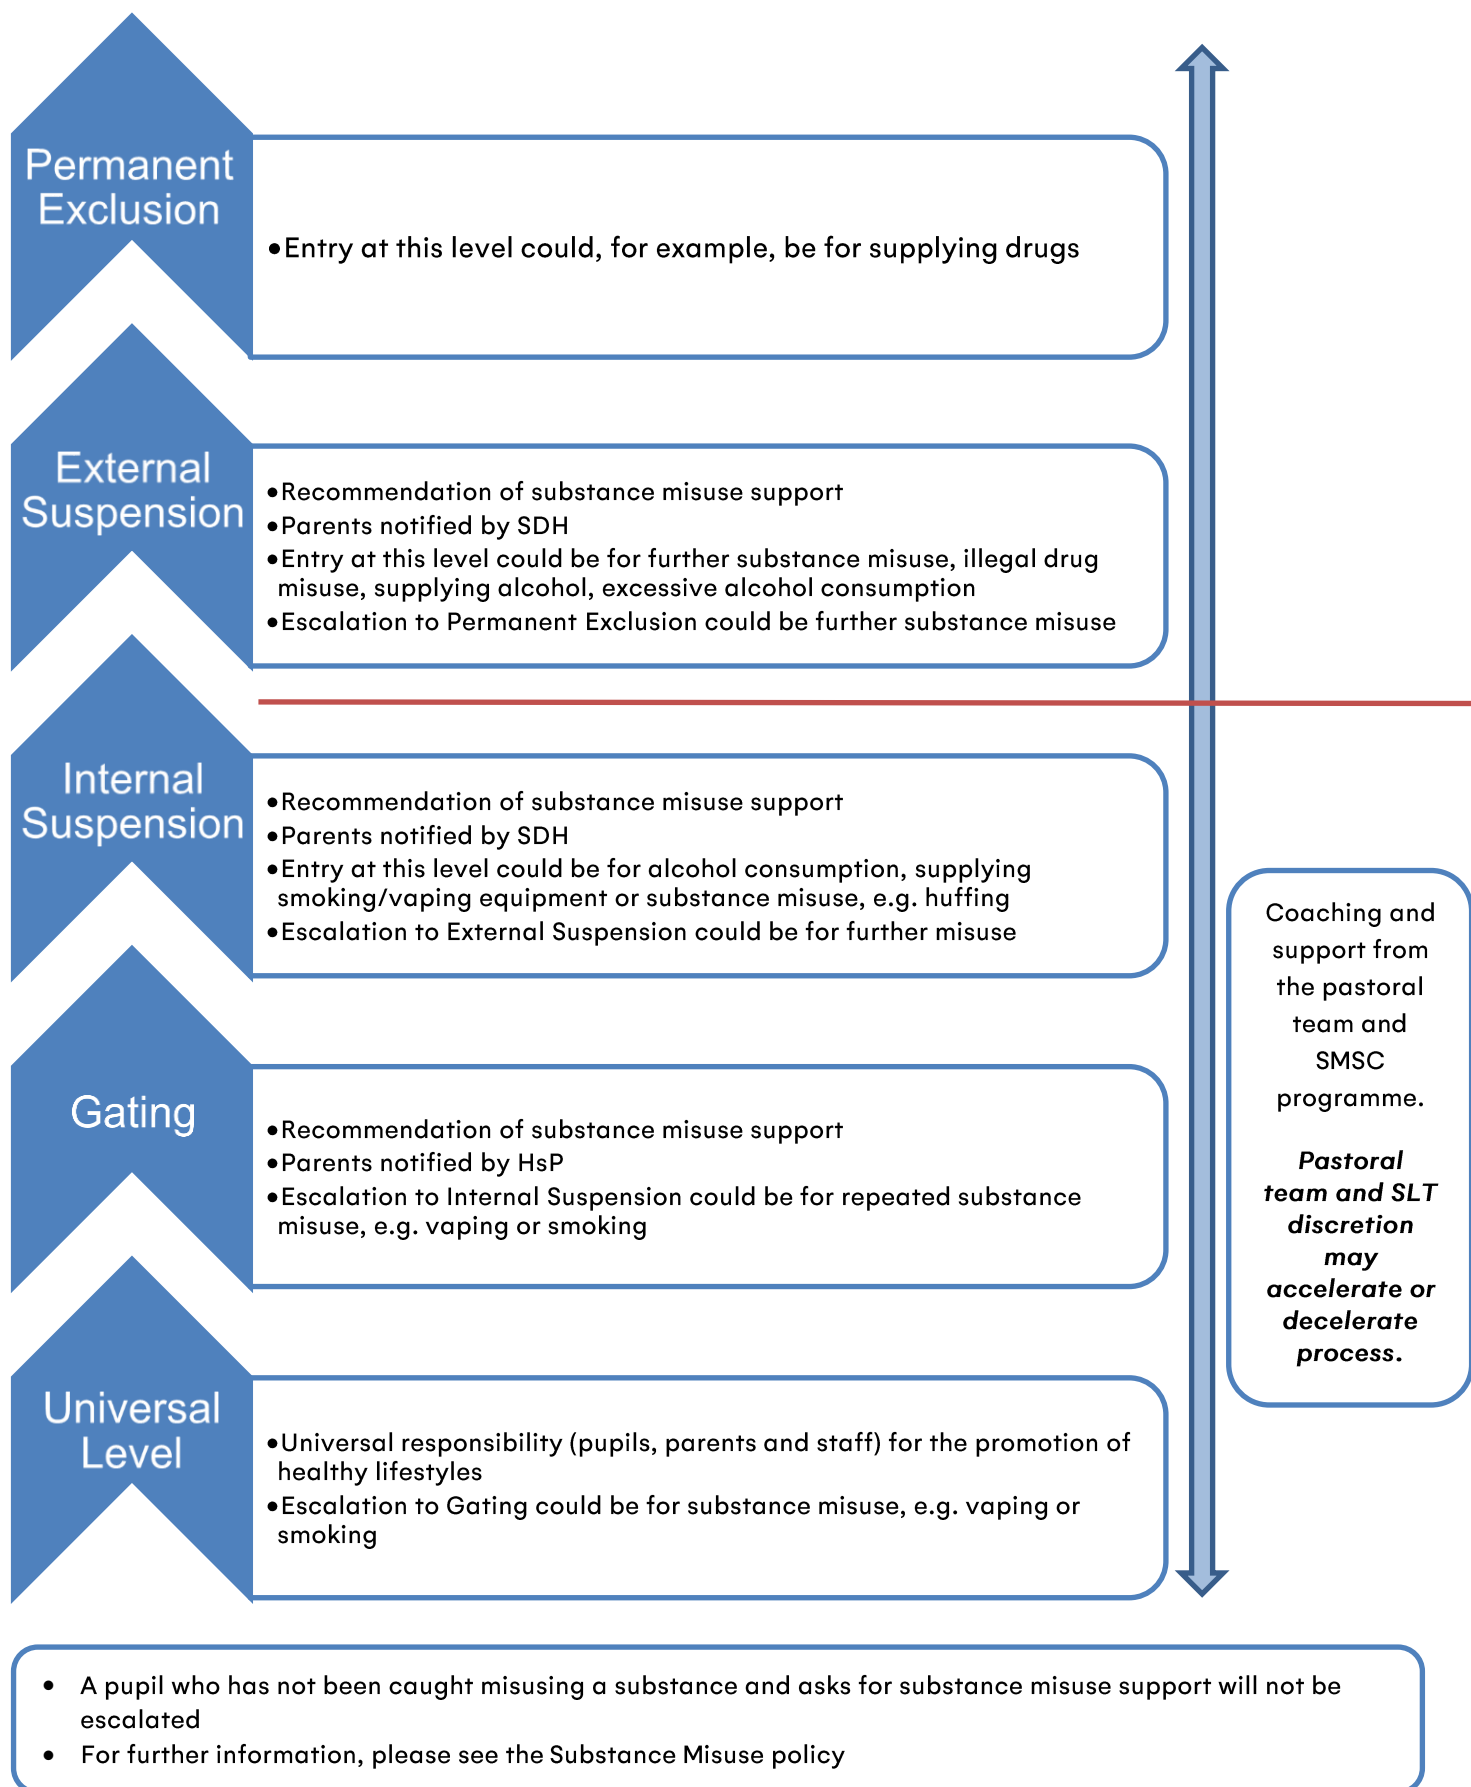 Permanent
Exclusion
•Entry at this level could, for example, be for supplying drugs
External
Suspension
•Recommendation of substance misuse support
•Parents notified by SDH
•Entry at this level could be for further substance misuse, illegal drug
misuse, supplying alcohol, excessive alcohol consumption
•Escalation to Permanent Exclusion could be further substance misuse
Internal
Suspension
•Recommendation of substance misuse support
•Parents notified by SDH
•Entry at this level could be for alcohol consumption, supplying
smoking/vaping equipment or substance misuse, e.g. huffing
•Escalation to External Suspension could be for further misuse
Gating
•Recommendation of substance misuse support
•Parents notified by HsP
•Escalation to Internal Suspension could be for repeated substance
misuse, e.g. vaping or smoking
Universal
Level
•Universal responsibility (pupils, parents and staff) for the promotion of
healthy lifestyles
•Escalation to Gating could be for substance misuse, e.g. vaping or
smoking
Coaching and
support from
the pastoral
team and
SMSC
programme.
Pastoral
team and SLT
discretion
may
accelerate or
decelerate
process.
• A pupil who has not been caught misusing a substance and asks for substance misuse support will not be
escalated
• For further information, please see the Substance Misuse policy